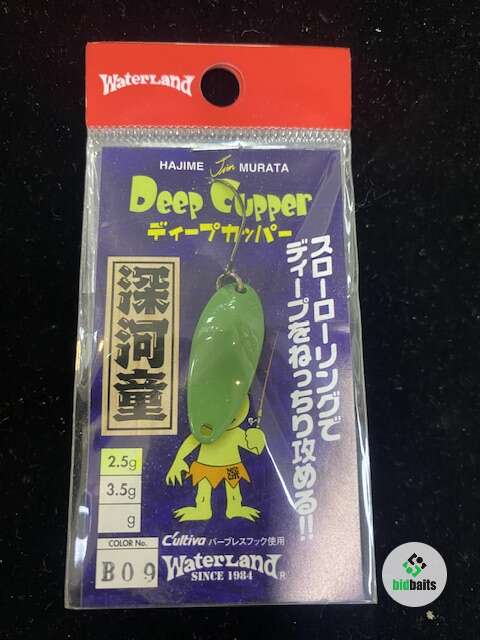 WaterLand
HAJIME Jrin MURATA
Deep Cupper
ディープカッパー
スローローリングで
ディープをねっちり攻める!!
深河童
2.5g
3.5g
g
COLOR No.
B09
Cultiva バーブレスフック使用
WaterLand
SINCE 1984 ®
bidbaits